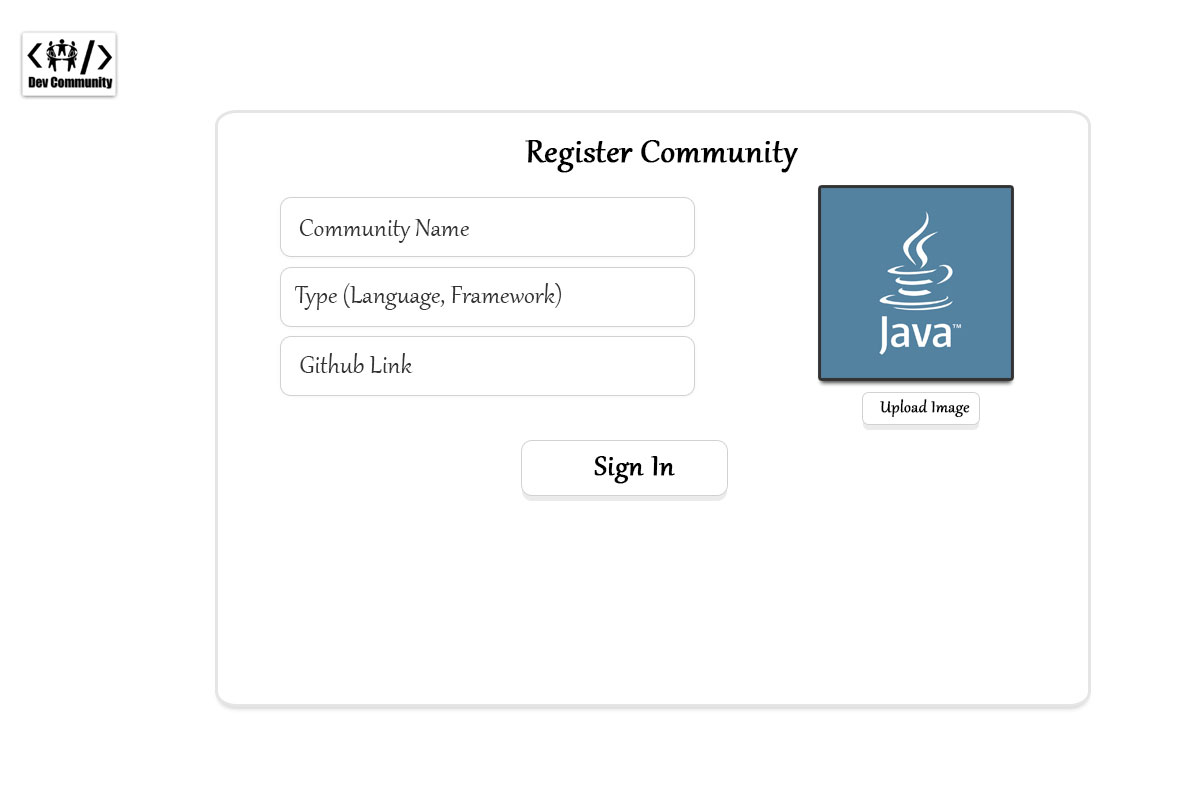 Dev Community
Register Community
Community Name
Type (Language, Framework)
Github Link
Java™
Upload Image
Sign In